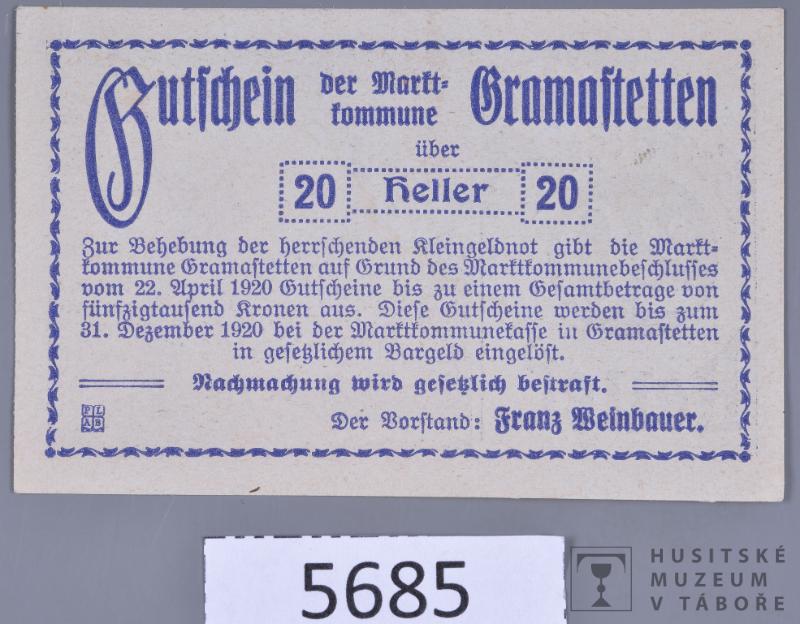 Gutschein der Markt-
kommune Gramastetten
über
20 Heller 20
Zur Behebung der herrschenden Kleingeldnot gibt die Markt-
kommune Gramastetten auf Grund des Marktkommunebeschlusses
vom 22. April 1920 Gutscheine bis zu einem Gesamtbetrage von
fünfzigtausend Kronen aus. Diese Gutscheine werden bis zum
31. Dezember 1920 bei der Marktkommunekasse in Gramastetten
in gesetzlichem Bargeld eingelöst.
Nachmachung wird gesetzlich bestraft.
PL
AB
Der Vorstand: Franz Weinbauer.
5685
HUSITSKÉ
MUZEUM
V TÁBOŘE